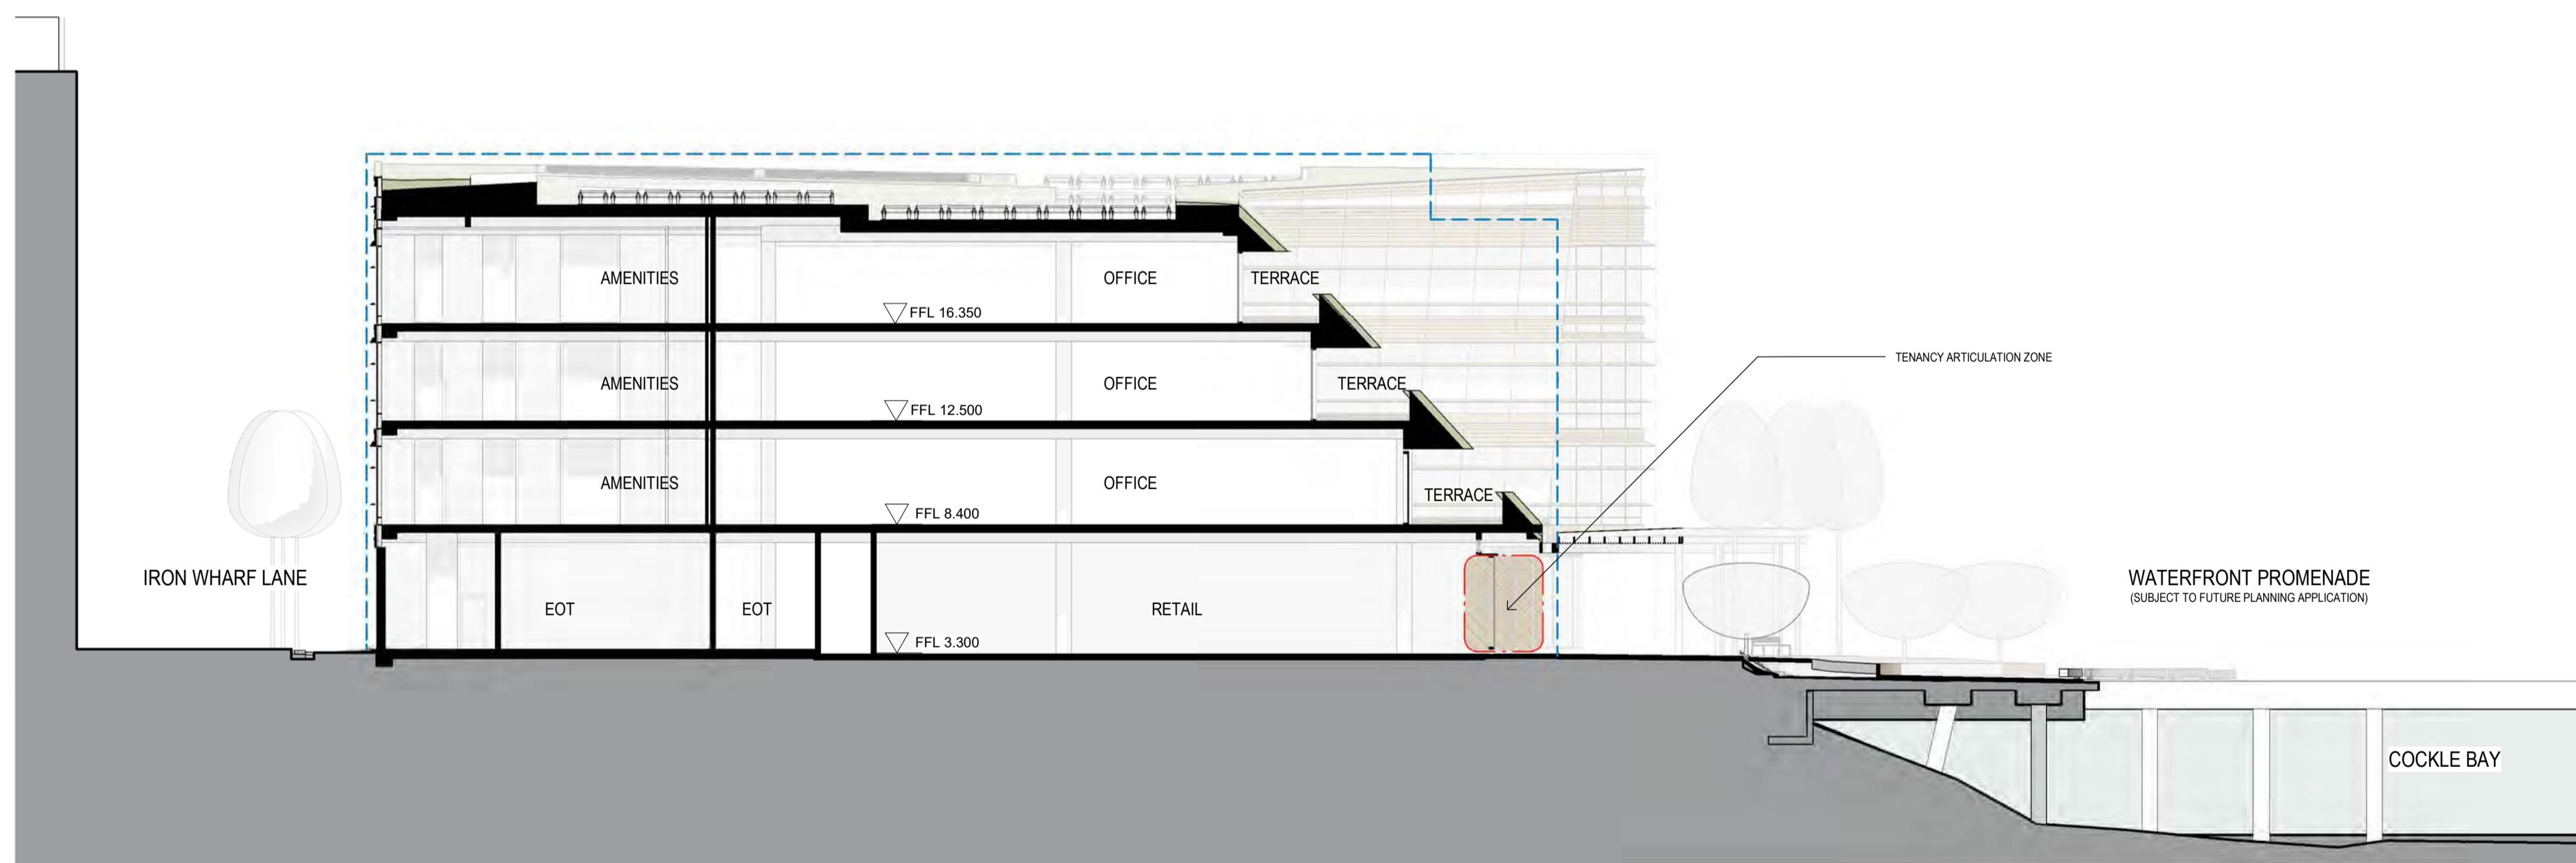 AMENITIES
OFFICE
TERRACE
FFL 16.350
TENANCY ARTICULATION ZONE
AMENITIES
OFFICE
TERRACE
FFL 12.500
AMENITIES
OFFICE
TERRACE
FFL 8.400
IRON WHARF LANE
WATERFRONT PROMENADE
(SUBJECT TO FUTURE PLANNING APPLICATION)
EOT
EOT
RETAIL
FFL 3.300
COCKLE BAY